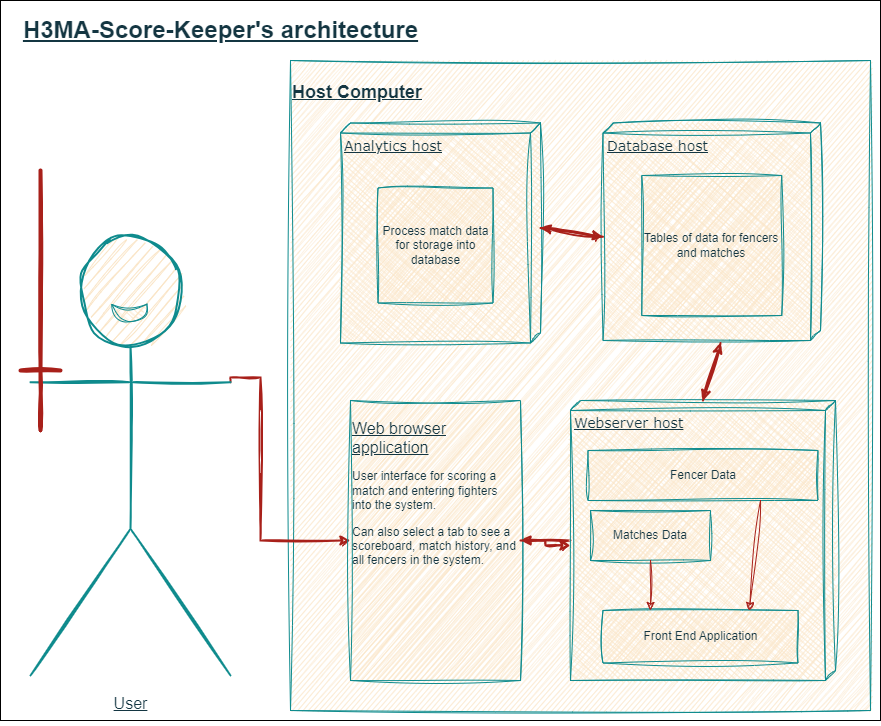 H3MA-Score-Keeper's architecture
Host Computer
Analytics host
Process match data
for storage into
database
Database host
Tables of data for fencers
and matches
Web browser
application
User interface for scoring a
match and entering fighters
into the system.
Can also select a tab to see a
scoreboard, match history, and
all fencers in the system.
Webserver host
Fencer Data
Matches Data
Front End Application
User